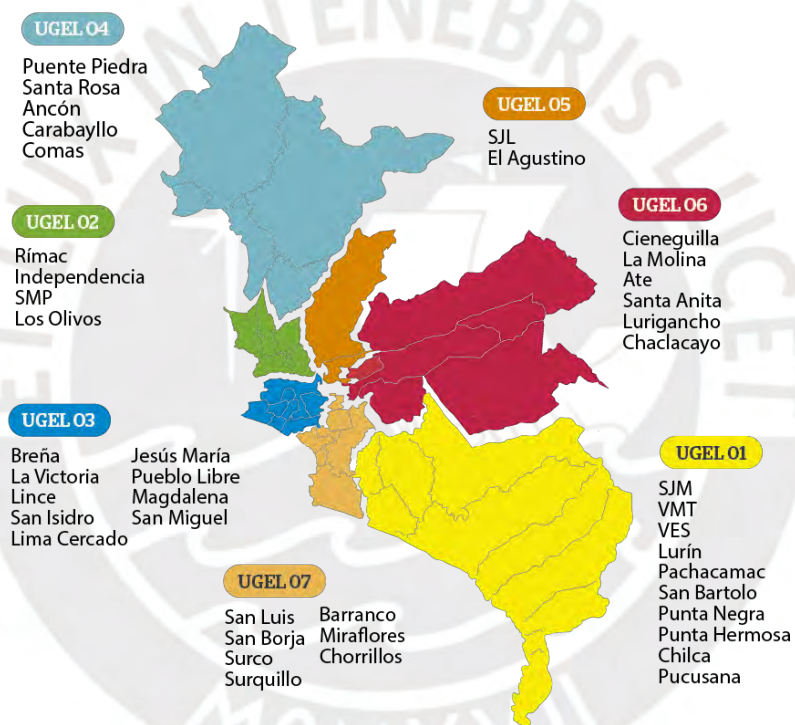 UGEL 04
Puente Piedra
Santa Rosa
Ancón
Carabayllo
Comas
UGEL 05
SJL
El Agustino
UGEL 02
Rímac
Independencia
SMP
Los Olivos
UGEL 06
Cieneguilla
La Molina
Ate
Santa Anita
Lurigancho
Chaclacayo
UGEL 03
Breña
La Victoria
Lince
San Isidro
Lima Cercado
Jesús María
Pueblo Libre
Magdalena
San Miguel
UGEL 01
SJM
VMT
VES
Lurín
Pachacamac
San Bartolo
Punta Negra
Punta Hermosa
Chilca
Pucusana
UGEL 07
San Luis
San Borja
Surco
Surquillo
Barranco
Miraflores
Chorrillos
TENEBRIS